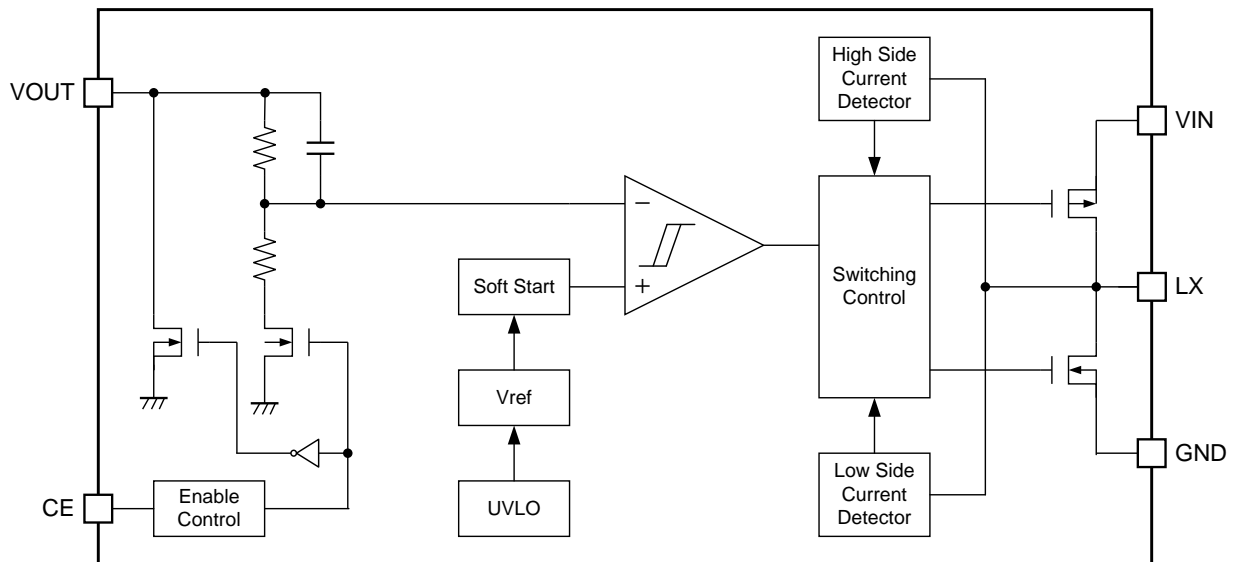 High Side
Current
Detector
VOUT
VIN
−
Soft Start
+
Switching
Control
LX
Vref
GND
Low Side
Current
Detector
CE
Enable
Control
UVLO